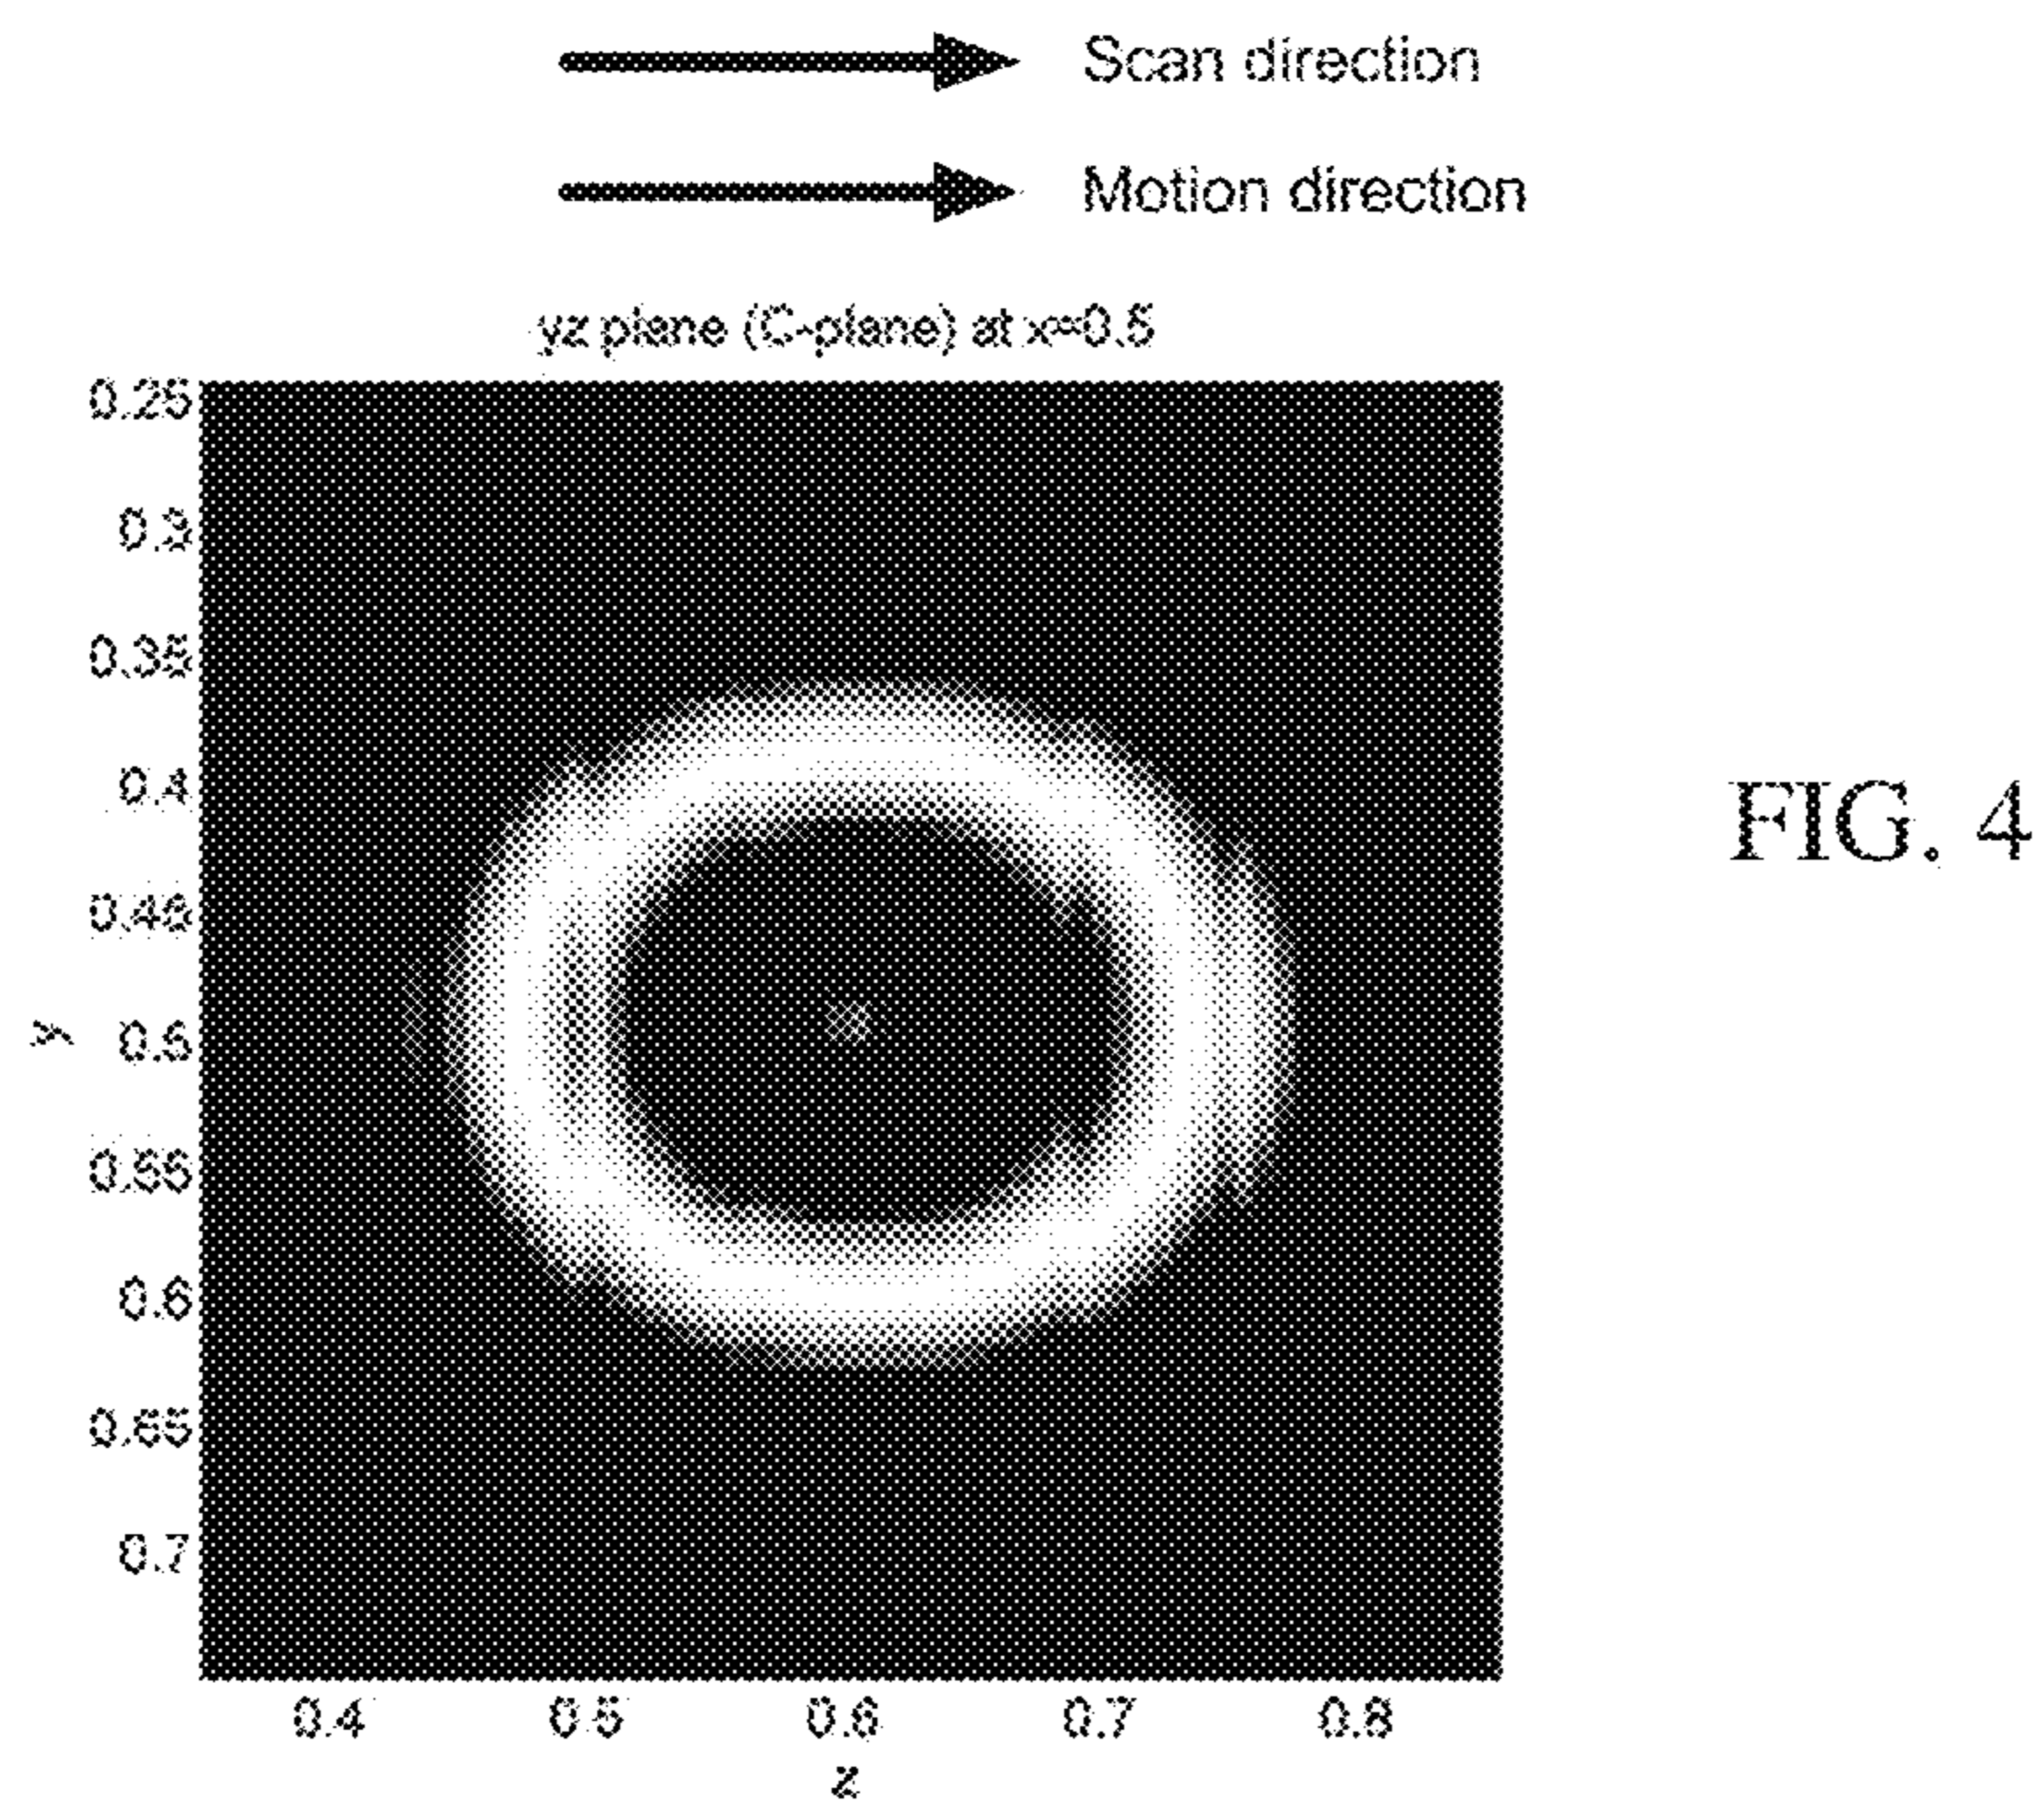 Scan direction
Motion direction
yz plane (C-plane) at x=0.5
0.25
0.3
0.35
0.4
0.45
y
0.5
0.55
0.6
0.65
0.7
0.4 0.5 0.6 0.7 0.8
z
FIG. 4